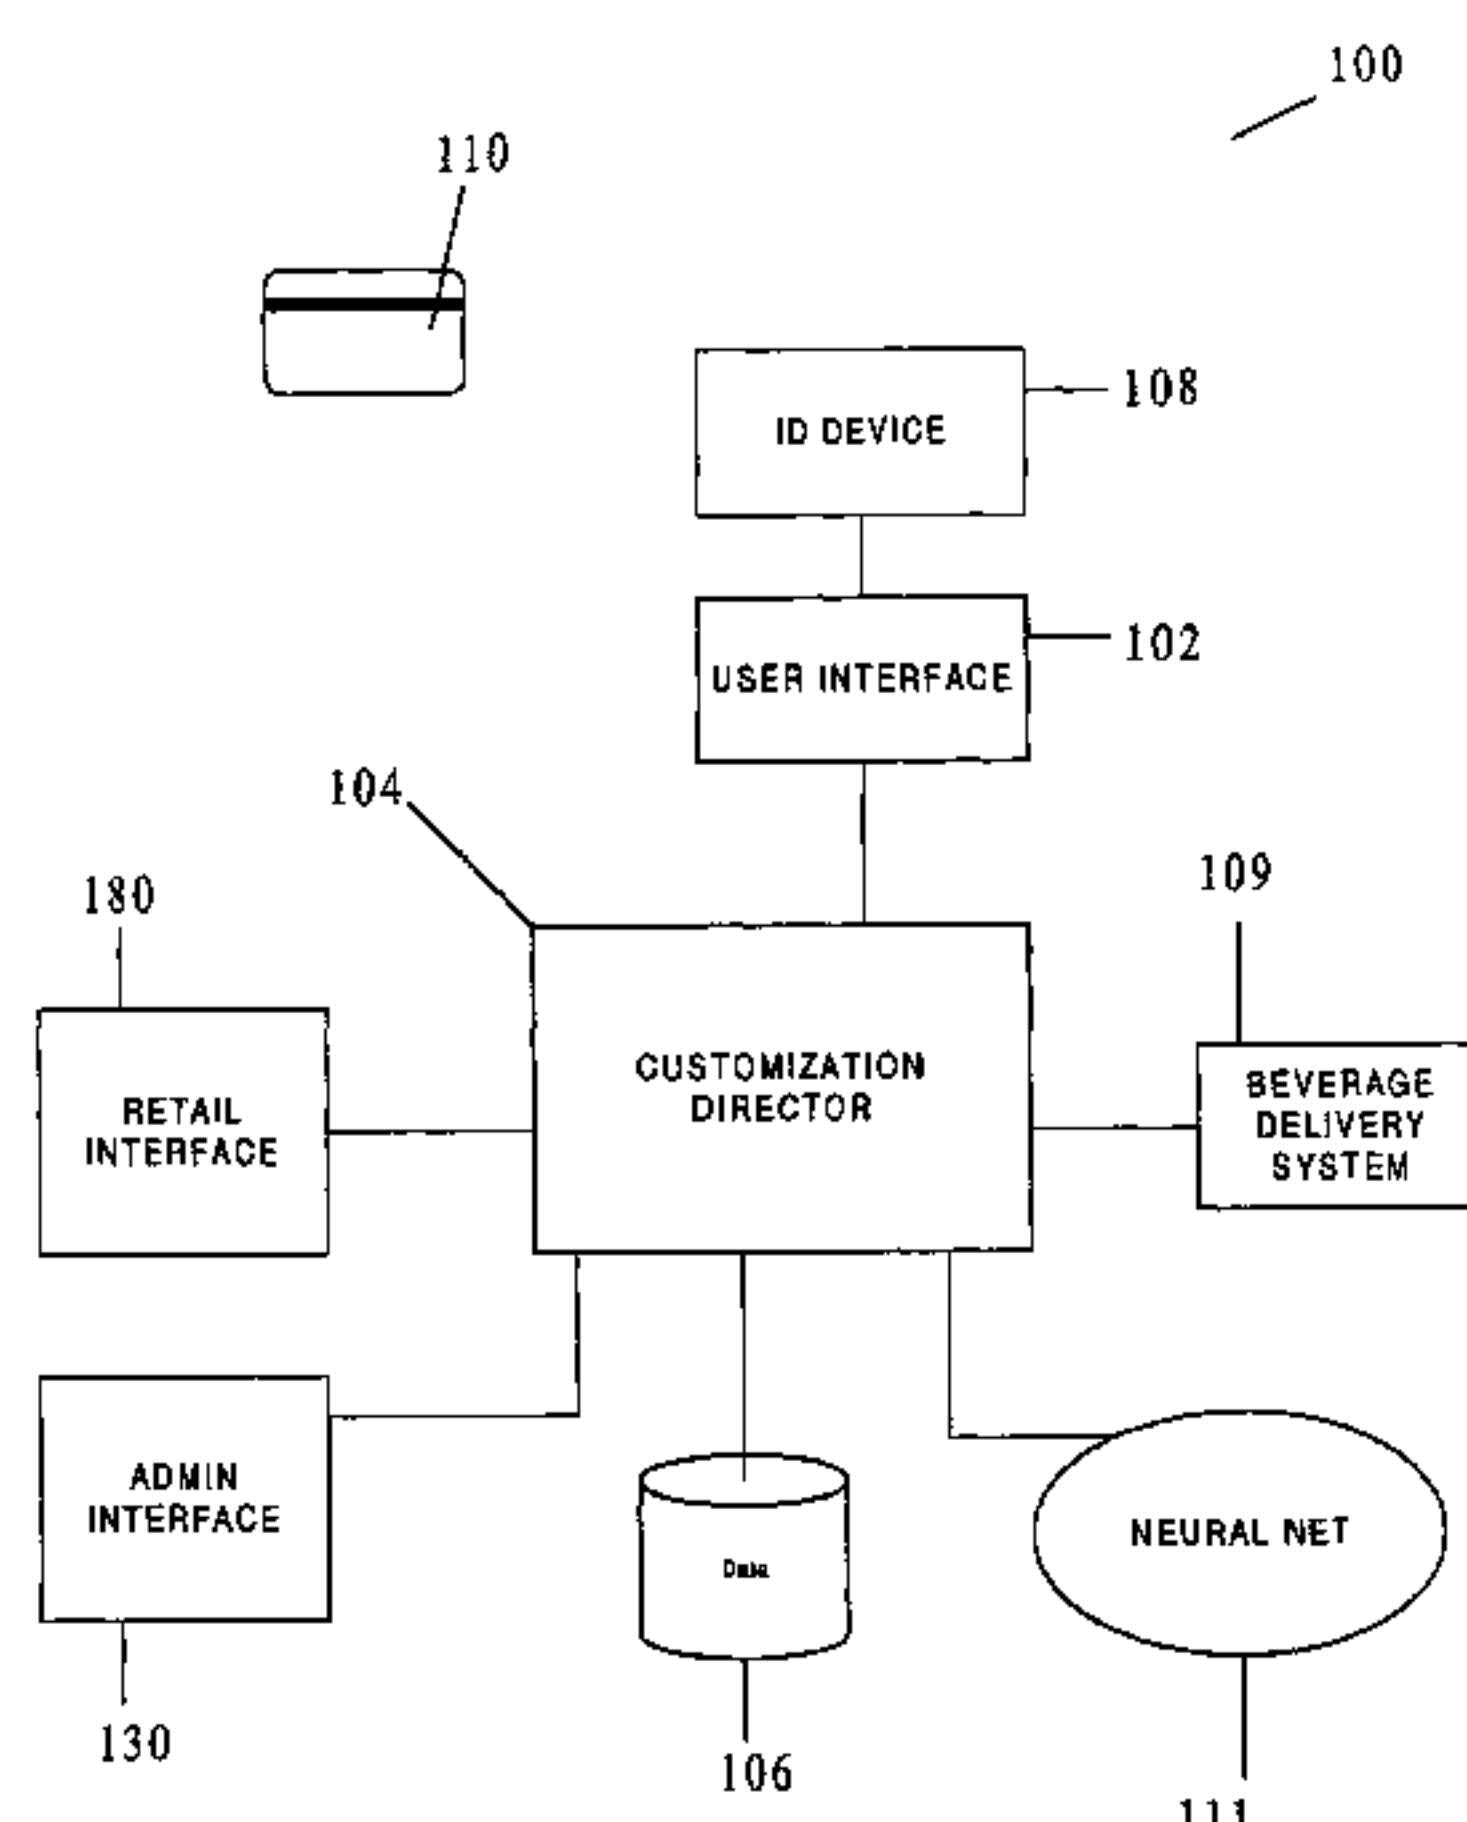 100
110
108
ID DEVICE
102
USER INTERFACE
104
180
109
CUSTOMIZATION
DIRECTOR
BEVERAGE
DELIVERY
SYSTEM
RETAIL
INTERFACE
ADMIN
INTERFACE
NEURAL NET
Data
130
106
111